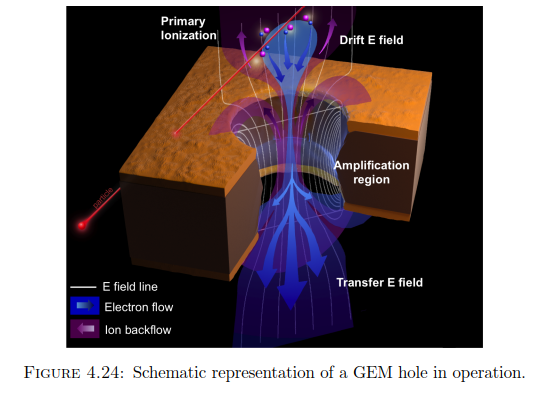 Primary
Ionization
Drift E field
Amplification
region
particle
Transfer E field
E field line
Electron flow
Ion backflow
FIGURE 4.24: Schematic representation of a GEM hole in operation.